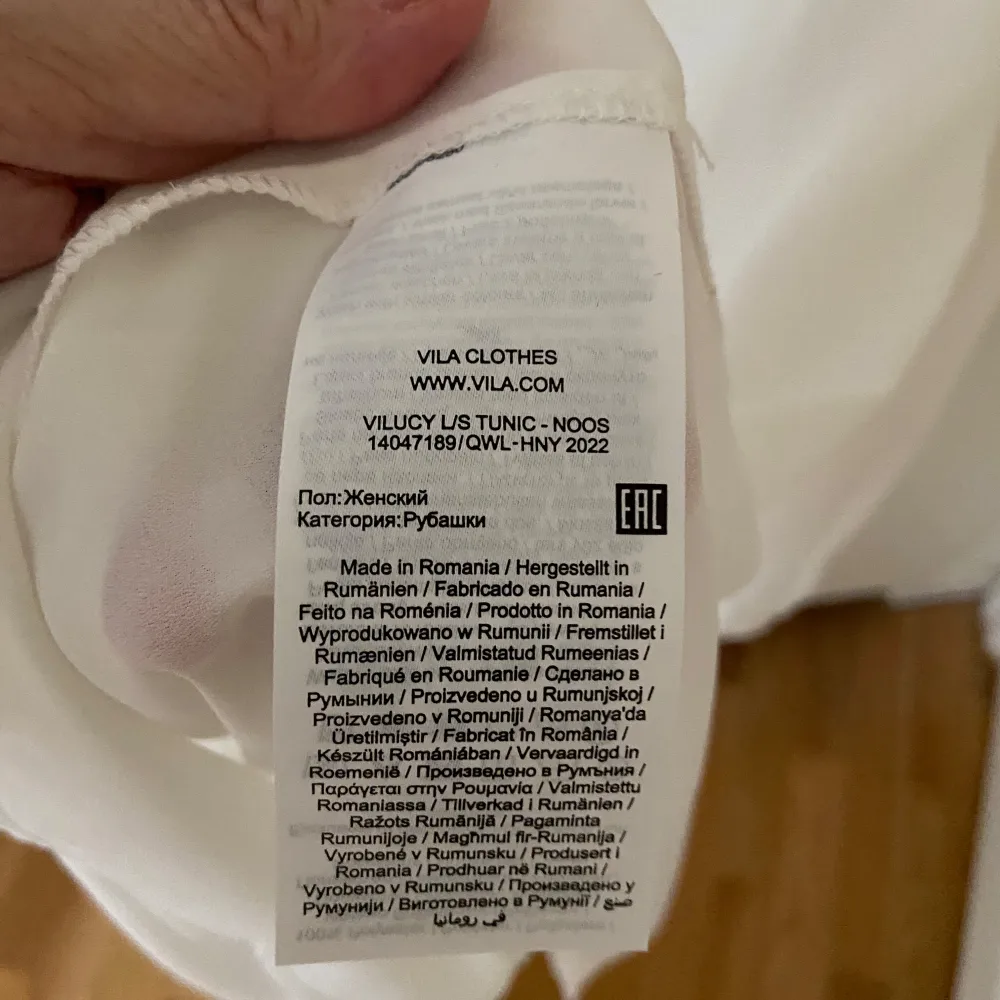 VILA CLOTHES
WWW.VILA.COM
VILUCY L/S TUNIC - NOOS
14047189/QWL-HNY 2022
Пол:Женский
Категория:Рубашки
EAC
Made in Romania / Hergestellt in
Rumänien / Fabricado en Rumania /
Feito na Roménia / Prodotto in Romania /
Wyprodukowano w Rumunii / Fremstillet i
Rumænien / Valmistatud Rumeenias /
Fabriqué en Roumanie / Сделано в
Румынии / Proizvedeno u Rumunjskoj /
Proizvedeno v Romuniji / Romanya'da
Üretilmiştir / Fabricat în România /
Készült Romániában / Vervaardigd in
Roemenië / Произведено в Румъния /
Παράγεται στην Ρουμανία / Valmistettu
Romaniassa / Tillverkad i Rumänien /
Ražots Rumānijā / Pagaminta
Rumunijoje / Magħmul fir-Rumanija /
Vyrobené v Rumunsku / Produsert i
Romania / Prodhuar në Rumani /
Vyrobeno v Rumunsku / Произведено у
Румунији / Виготовлено в Румунії / صنع
في رومانيا